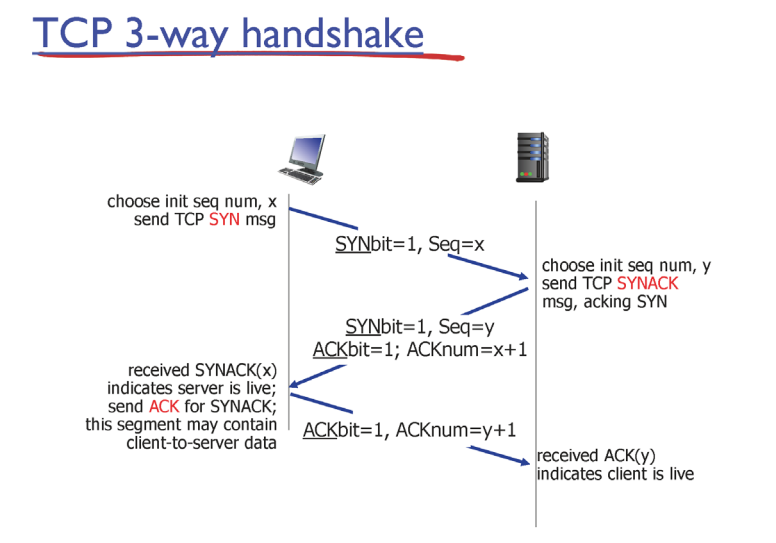 TCP 3-way handshake
choose init seq num, x
send TCP SYN msg
SYNbit=1, Seq=x
choose init seq num, y
send TCP SYNACK
msg, acking SYN
SYNbit=1, Seq=y
ACKbit=1; ACKnum=x+1
received SYNACK(x)
indicates server is live;
send ACK for SYNACK;
this segment may contain
client-to-server data
ACKbit=1, ACKnum=y+1
received ACK(y)
indicates client is live